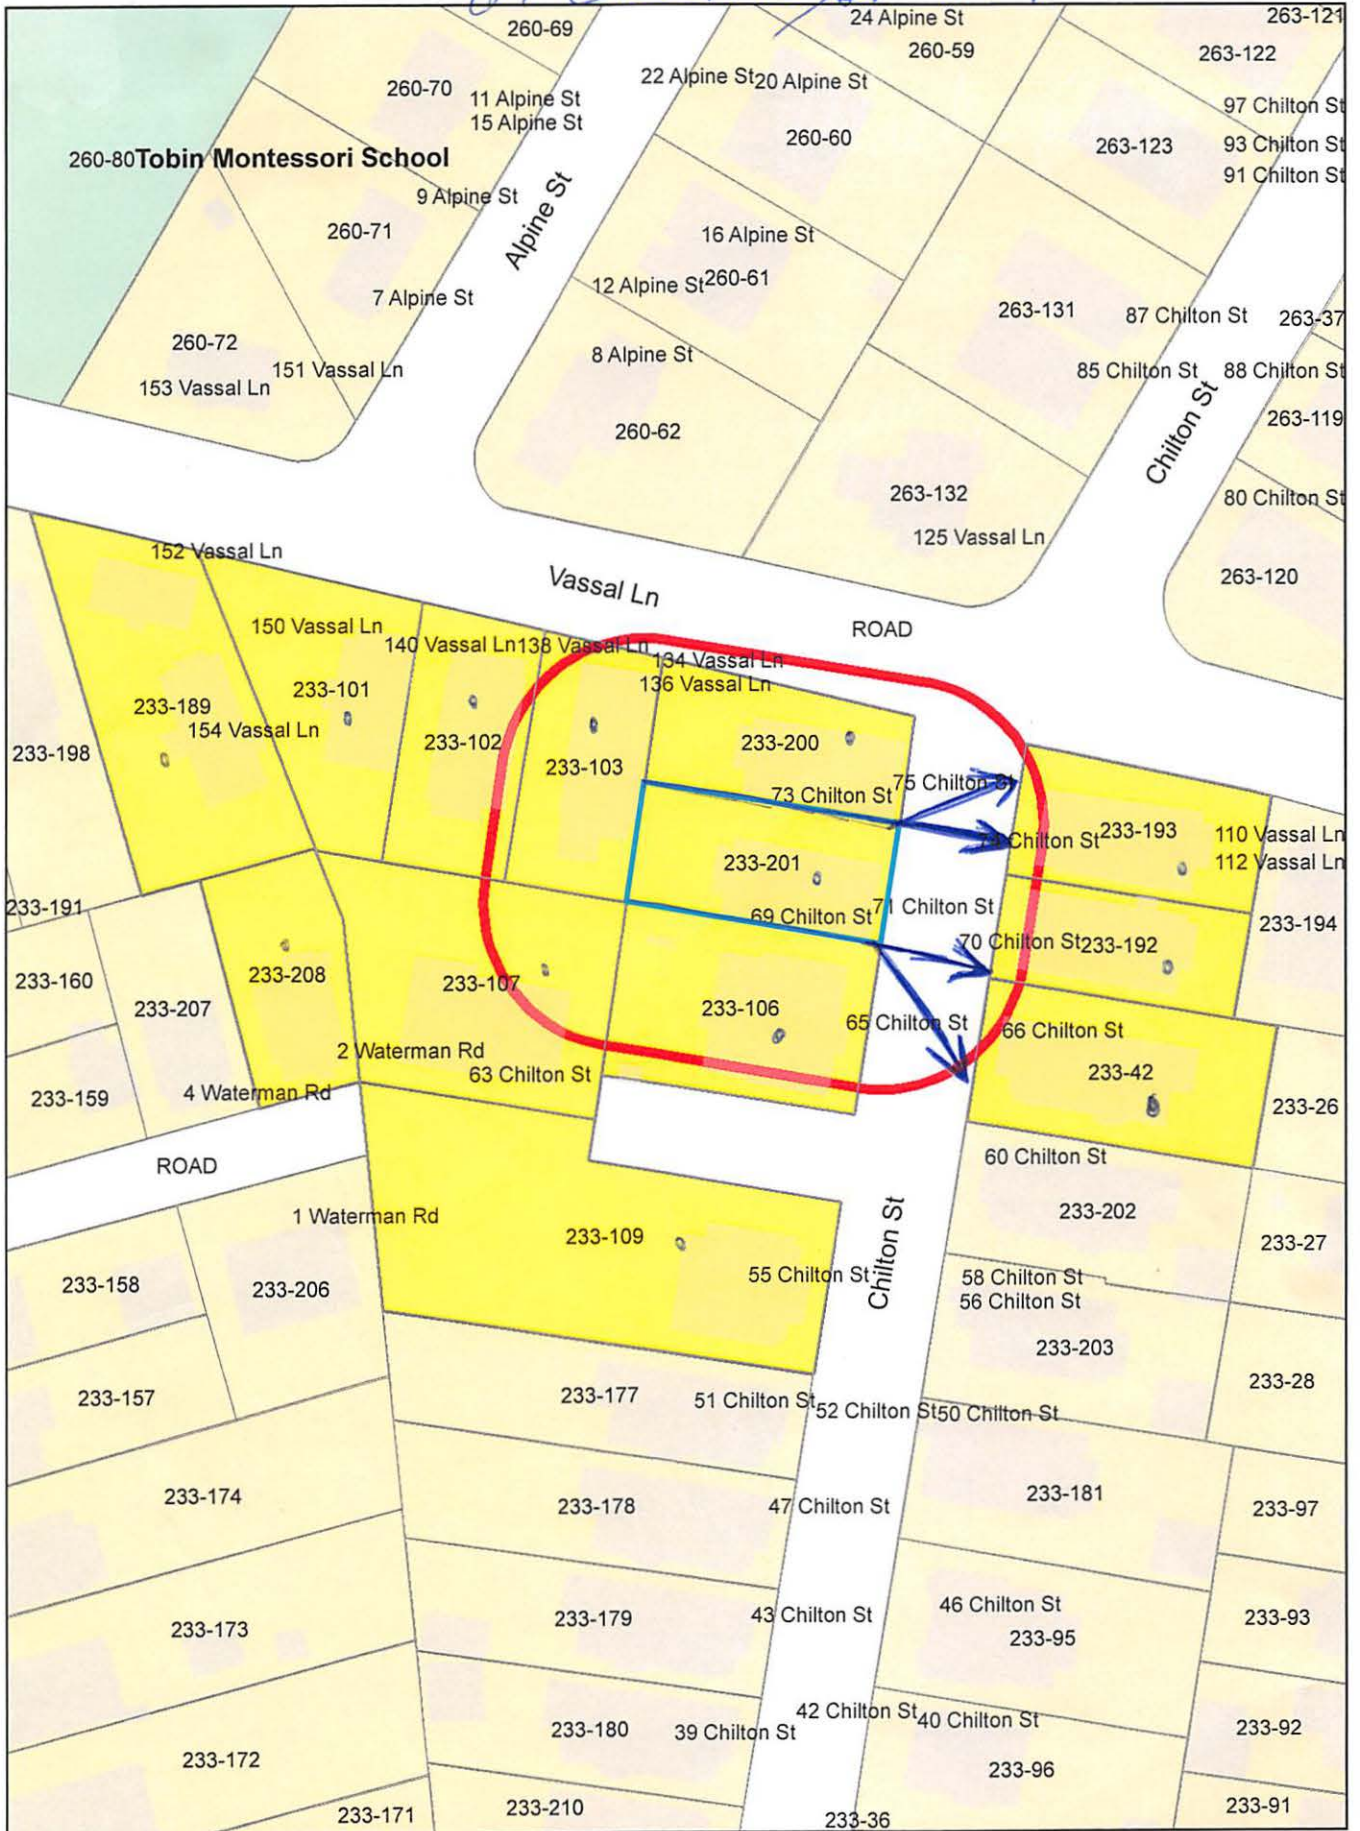 24 Alpine St
263-121
260-69
260-59
263-122
22 Alpine St
20 Alpine St
260-70
11 Alpine St
97 Chilton St
15 Alpine St
260-60
263-123
93 Chilton St
260-80
Tobin Montessori School
91 Chilton St
9 Alpine St
Alpine St
260-71
16 Alpine St
12 Alpine St
260-61
7 Alpine St
263-131
87 Chilton St
263-37
260-72
8 Alpine St
151 Vassal Ln
85 Chilton St
88 Chilton St
153 Vassal Ln
Chilton St
263-119
260-62
263-132
80 Chilton St
125 Vassal Ln
152 Vassal Ln
Vassal Ln
263-120
150 Vassal Ln
ROAD
140 Vassal Ln
138 Vassal Ln
134 Vassal Ln
136 Vassal Ln
233-101
233-189
154 Vassal Ln
233-102
233-200
233-198
233-103
75 Chilton St
73 Chilton St
74 Chilton St
233-193
110 Vassal Ln
112 Vassal Ln
233-201
233-191
69 Chilton St
71 Chilton St
233-194
70 Chilton St
233-192
233-160
233-208
233-107
233-207
233-106
65 Chilton St
66 Chilton St
2 Waterman Rd
63 Chilton St
233-42
233-159
4 Waterman Rd
233-26
60 Chilton St
ROAD
233-202
1 Waterman Rd
233-109
Chilton St
233-27
233-158
233-206
55 Chilton St
58 Chilton St
56 Chilton St
233-203
233-157
233-177
51 Chilton St
52 Chilton St
50 Chilton St
233-28
233-174
233-178
47 Chilton St
233-181
233-97
233-173
233-179
43 Chilton St
46 Chilton St
233-95
233-93
233-180
39 Chilton St
42 Chilton St
40 Chilton St
233-92
233-172
233-96
233-171
233-210
233-36
233-91